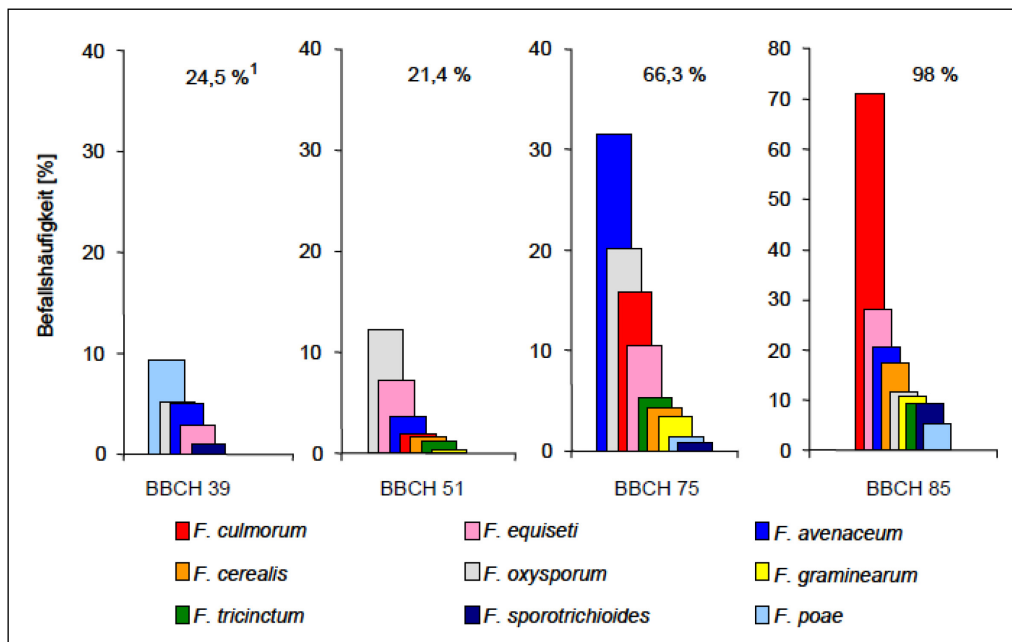 40 40 40 80
24,5 %¹ 21,4 % 66,3 % 98 %
70
30 30 30 60
50
Befallshäufigkeit [%]
20 20 20 40
30
10 10 10 20
10
0 0 0 0
BBCH 39 BBCH 51 BBCH 75 BBCH 85
F. culmorum F. equiseti F. avenaceum
F. cerealis F. oxysporum F. graminearum
F. tricinctum F. sporotrichioides F. poae